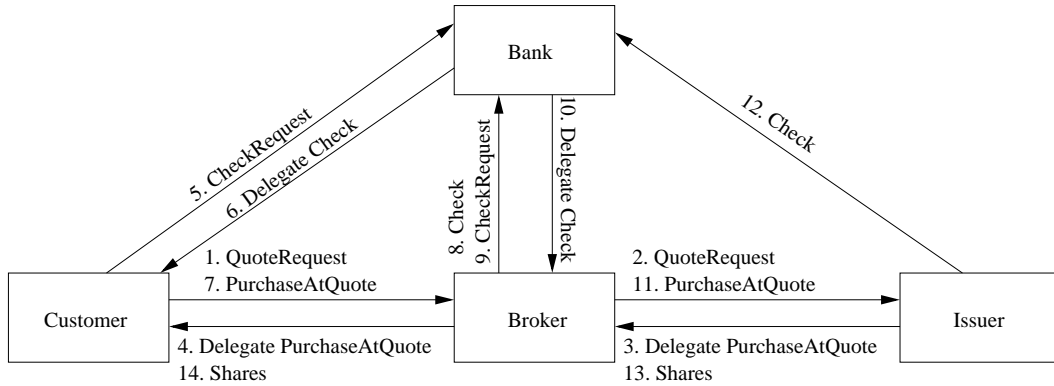 Bank
5. CheckRequest
6. Delegate Check
8. Check
9. CheckRequest
10. Delegate Check
12. Check
1. QuoteRequest
7. PurchaseAtQuote
2. QuoteRequest
11. PurchaseAtQuote
Customer
Broker
Issuer
4. Delegate PurchaseAtQuote
14. Shares
3. Delegate PurchaseAtQuote
13. Shares